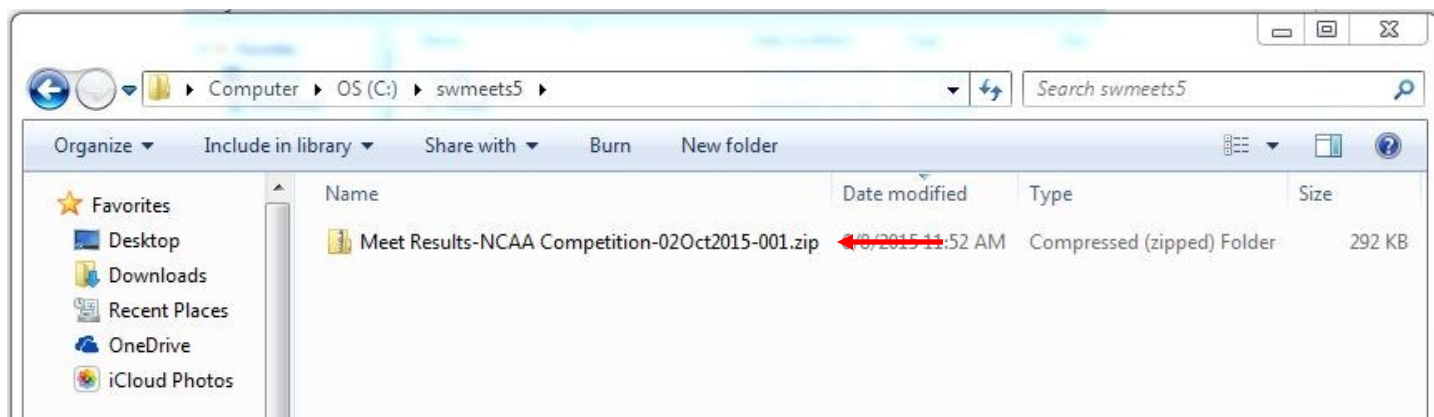 Computer ▸ OS (C:) ▸ swmeets5 ▸
Search swmeets5
Organize Include in library Share with Burn New folder
Favorites
Desktop
Downloads
Recent Places
OneDrive
iCloud Photos
Name Date modified Type Size
Meet Results-NCAA Competition-02Oct2015-001.zip 11:52 AM Compressed (zipped) Folder 292 KB